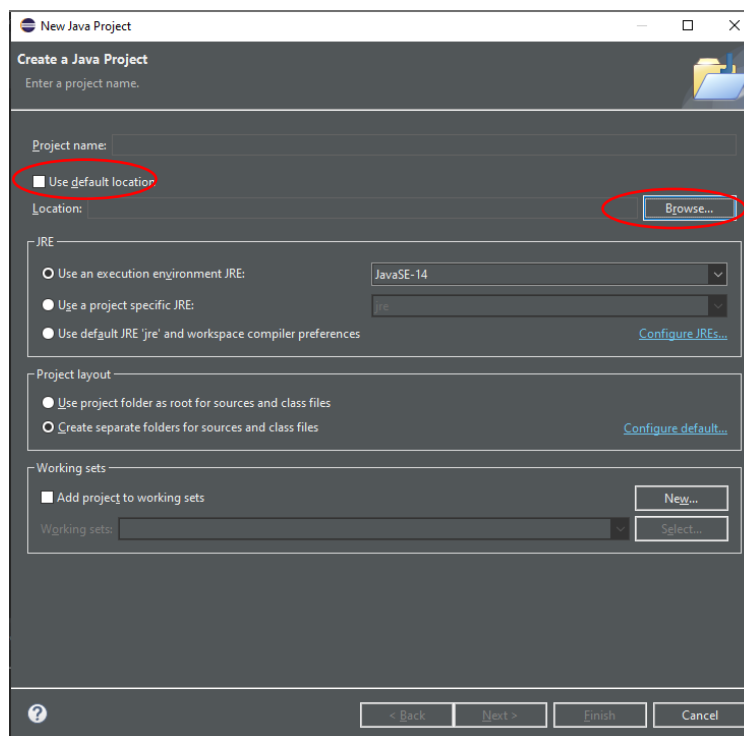 New Java Project
Create a Java Project
Enter a project name.
Project name:
Use default location
Location: Browse...
JRE
Use an execution environment JRE: JavaSE-14
Use a project specific JRE: jre
Use default JRE 'jre' and workspace compiler preferences Configure JREs...
Project layout
Use project folder as root for sources and class files
Create separate folders for sources and class files Configure default...
Working sets
Add project to working sets New...
Working sets: Select...
? < Back Next > Finish Cancel